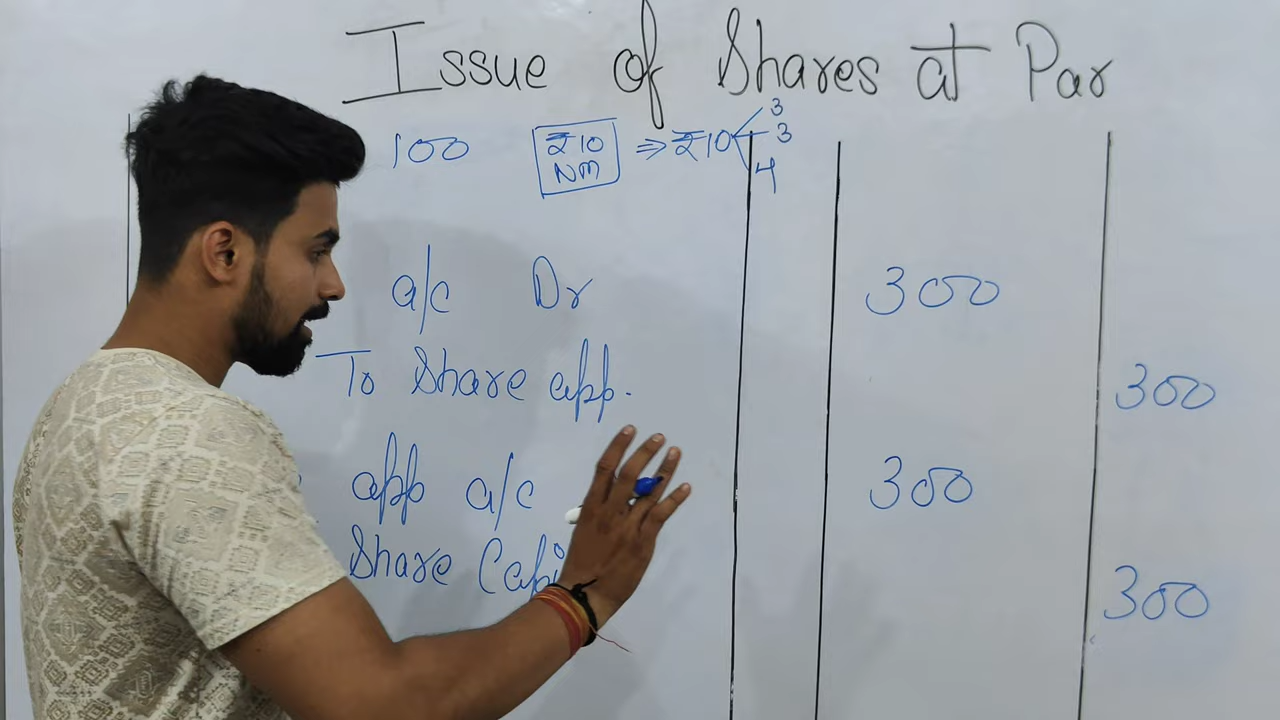 Issue of Shares at Par
100 ₹10 NM ⇒ ₹10 3 3 4
a/c Dr 300
To Share app. 300
app a/c 300
Share Capi 300